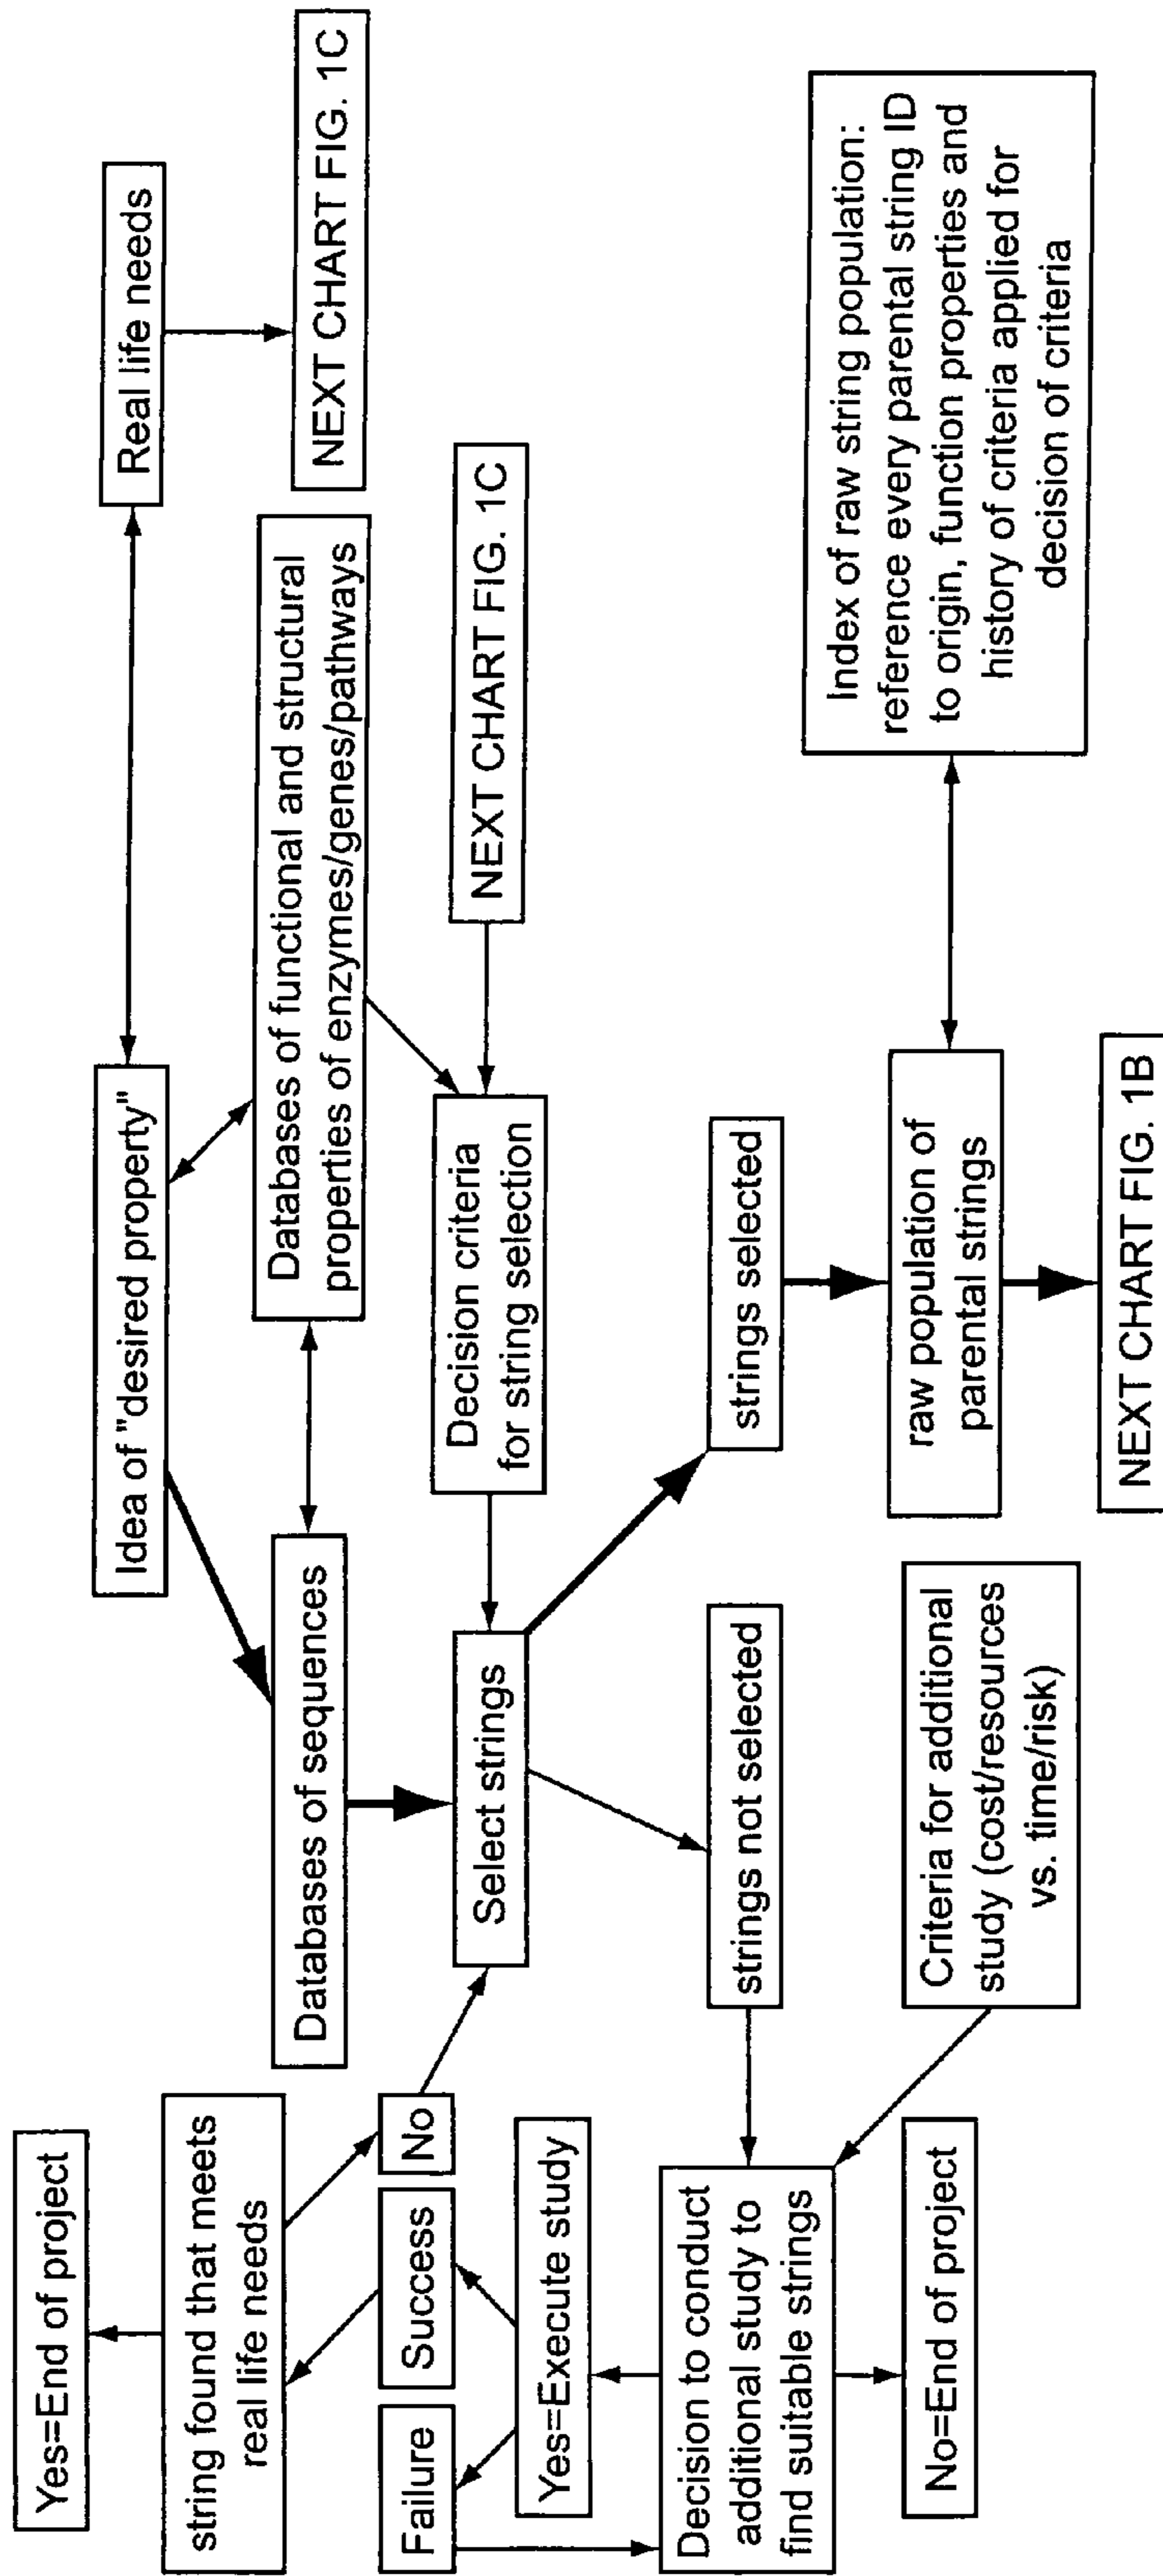 Yes=End of project
string found that meets
real life needs
Idea of "desired property"
Real life needs
Databases of sequences
Databases of functional and structural
properties of enzymes/genes/pathways
NEXT CHART FIG. 1C
Failure
Success
No
Select strings
Decision criteria
for string selection
NEXT CHART FIG. 1C
Yes=Execute study
Decision to conduct
additional study to
find suitable strings
strings not selected
strings selected
No=End of project
Criteria for additional
study (cost/resources
vs. time/risk)
raw population of
parental strings
Index of raw string population:
reference every parental string ID
to origin, function properties and
history of criteria applied for
decision of criteria
NEXT CHART FIG. 1B